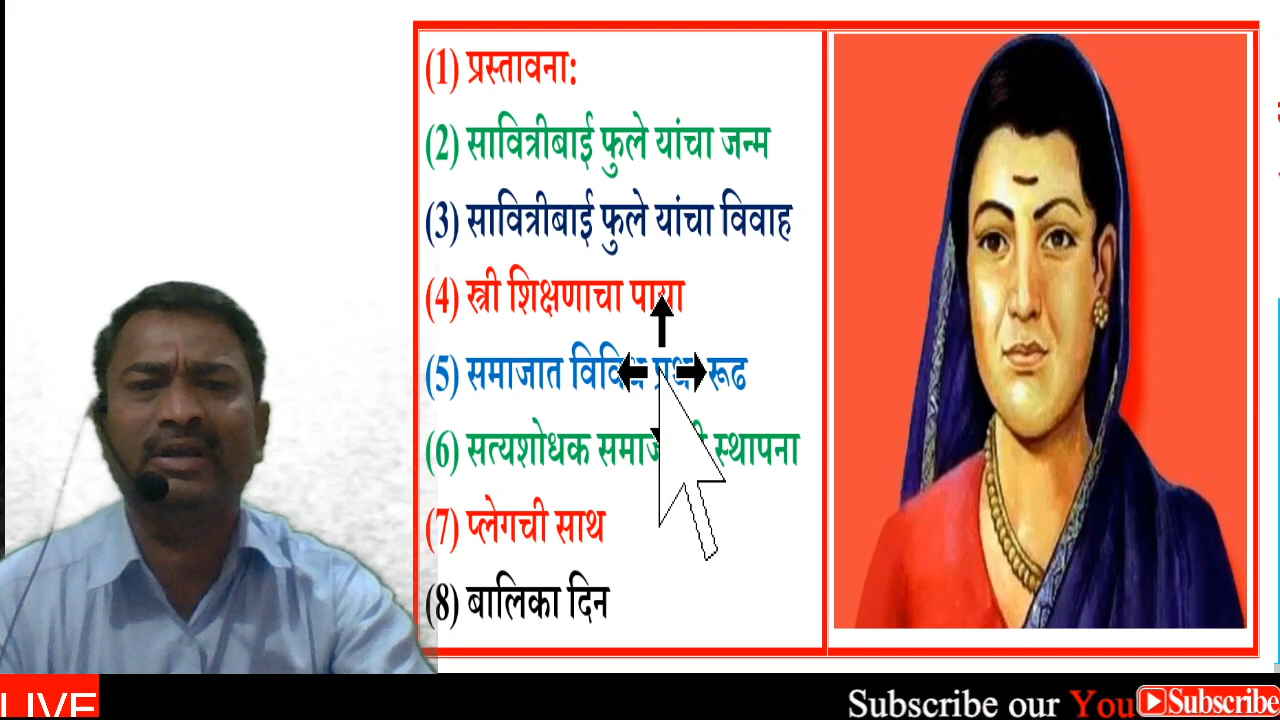 (1) प्रस्तावना:
(2) सावित्रीबाई फुले यांचा जन्म
(3) सावित्रीबाई फुले यांचा विवाह
(4) स्त्री शिक्षणाचा पाया
(5) समाजात रूढ
(6) सत्यशोधक स्थापना
(7) प्लेगची साथ
(8) बालिका दिन
LIVE
Subscribe our You Subscribe